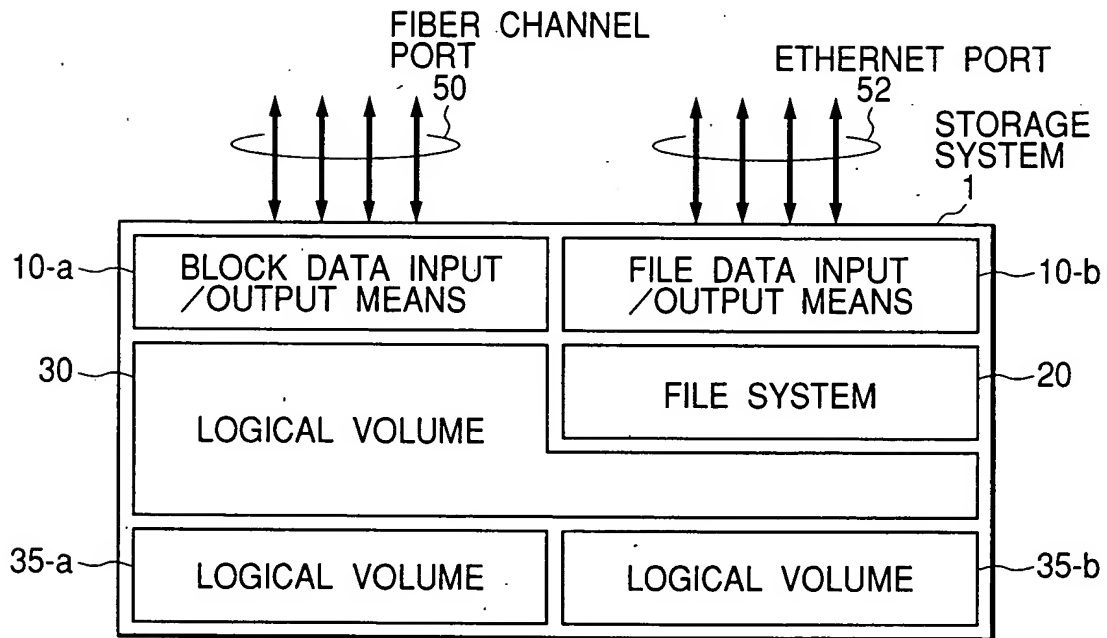 FIBER CHANNEL
PORT
50
ETHERNET PORT
52
STORAGE
SYSTEM
1
10-a
BLOCK DATA INPUT
/OUTPUT MEANS
FILE DATA INPUT
/OUTPUT MEANS
10-b
30
LOGICAL VOLUME
FILE SYSTEM
20
35-a
LOGICAL VOLUME
LOGICAL VOLUME
35-b